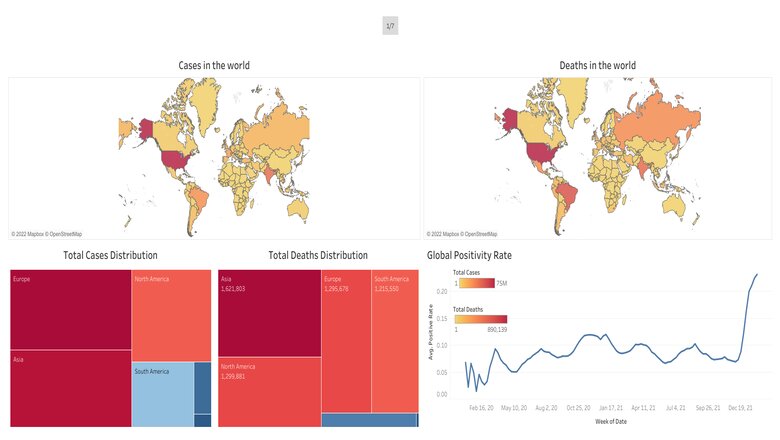 1/7
Cases in the world
Deaths in the world
© 2022 Mapbox © OpenStreetMap
© 2022 Mapbox © OpenStreetMap
Total Cases Distribution
Total Deaths Distribution
Global Positivity Rate
Europe
North America
Asia
South America
Asia
1,621,803
Europe
1,295,678
South America
1,215,550
North America
1,299,881
Total Cases
1
75M
Total Deaths
1
890,139
Avg. Positive Rate
0.20
0.15
0.10
0.05
0.00
Feb 16, 20
May 10, 20
Aug 2, 20
Oct 25, 20
Jan 17, 21
Apr 11, 21
Jul 4, 21
Sep 26, 21
Dec 19, 21
Week of Date